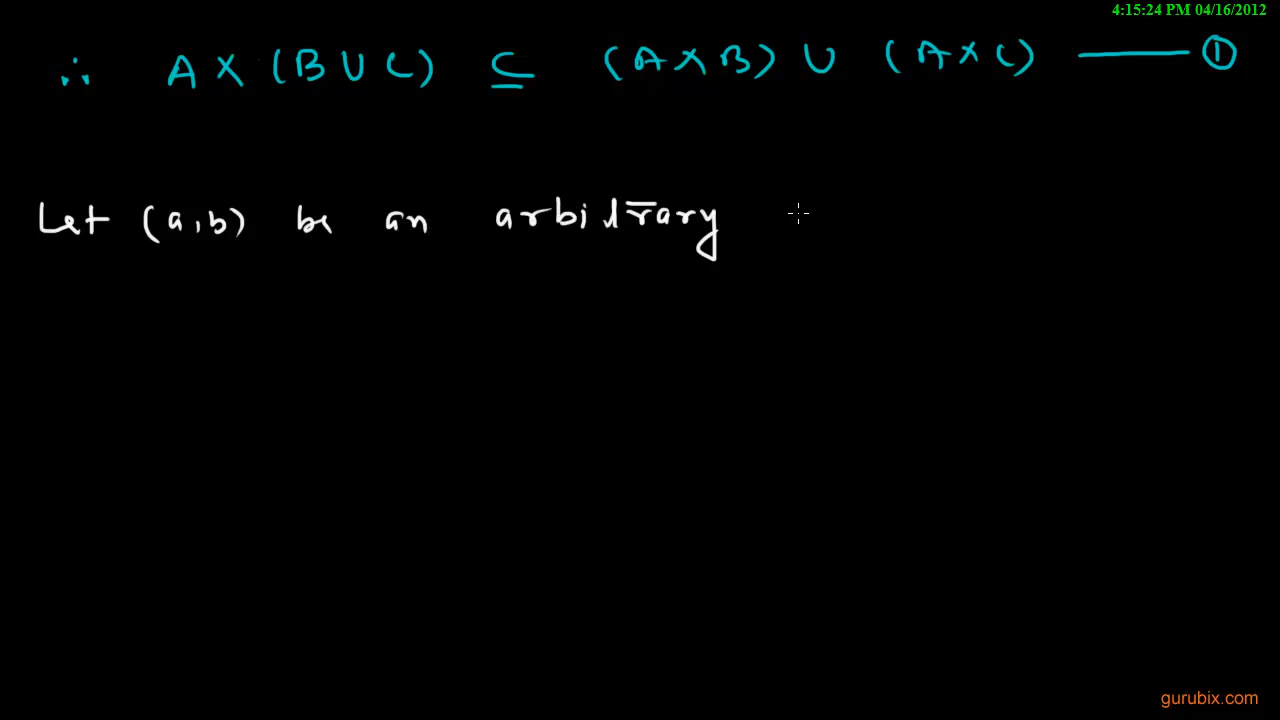 4:15:24 PM 04/16/2012
∴ A X (B U C) ⊆ (A X B) U (A X C) —— ①
Let (a,b) be an arbitrary
gurubix.com